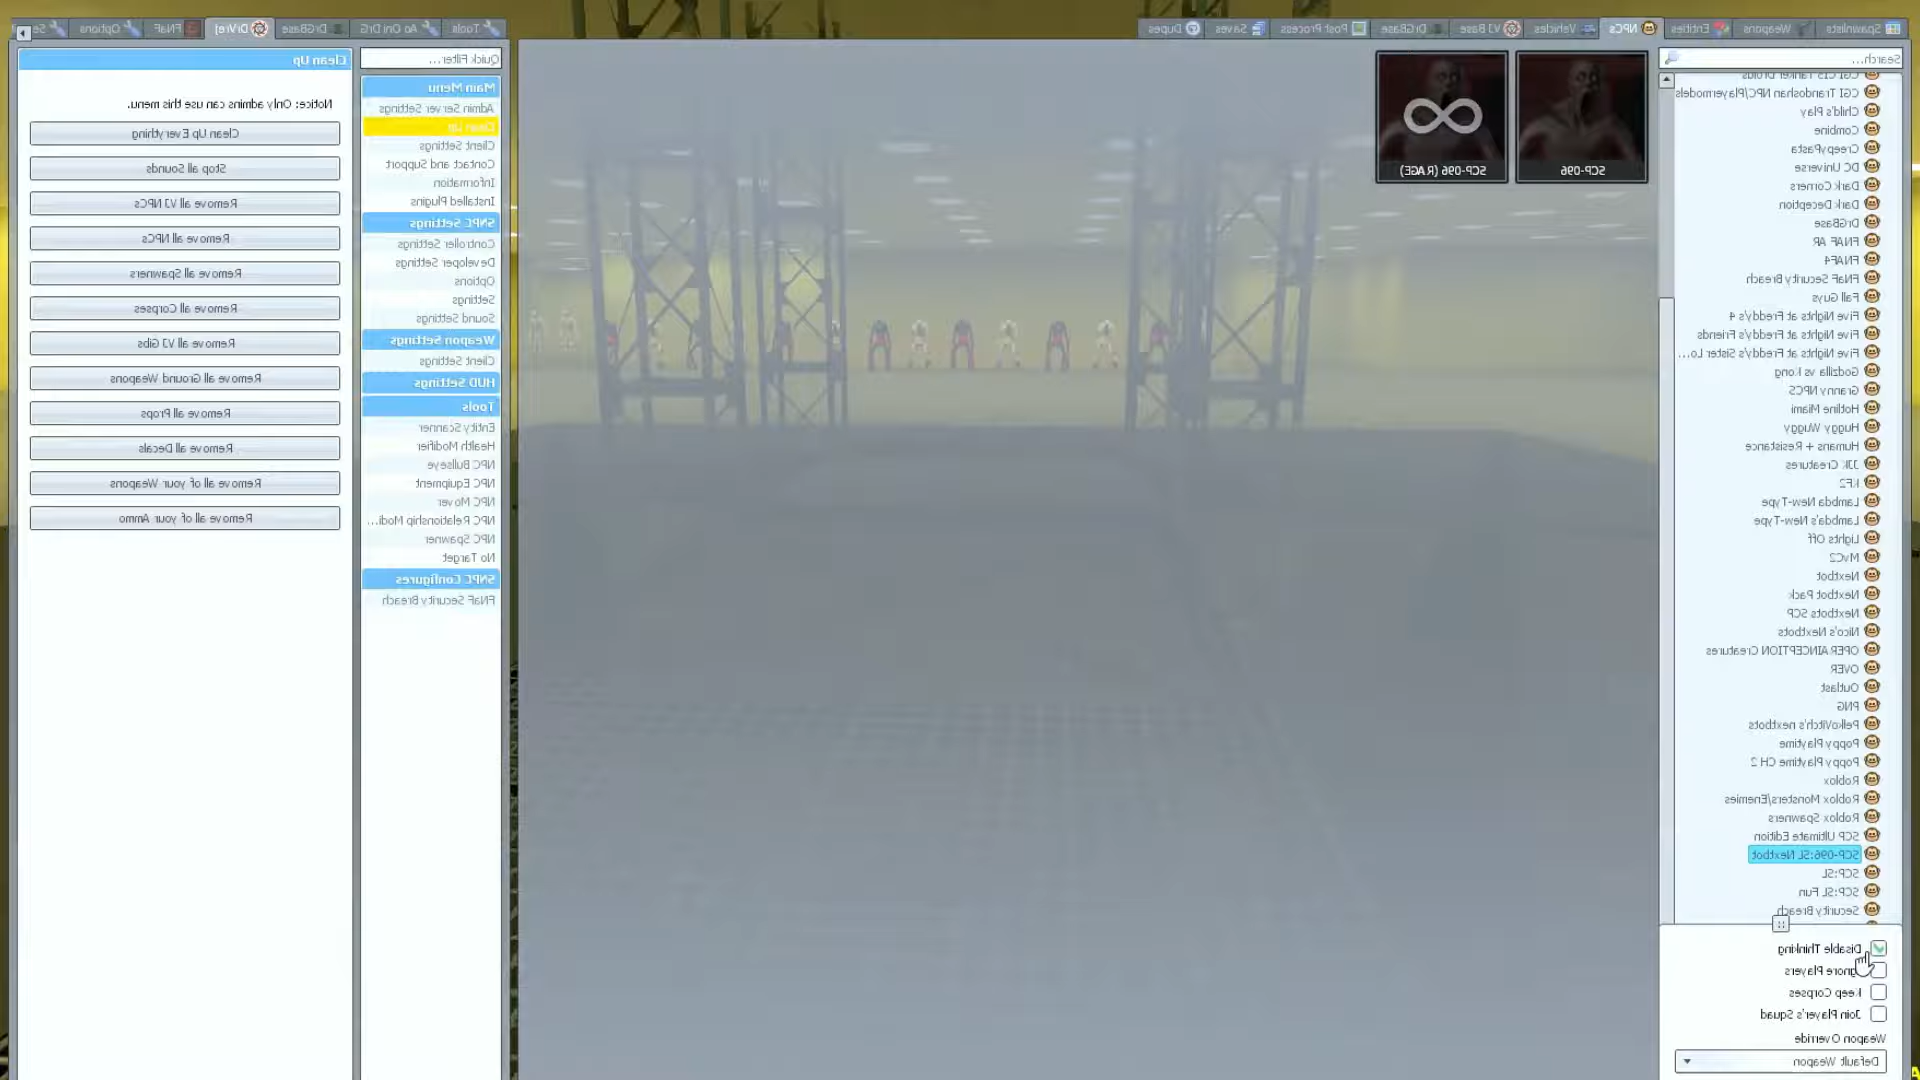 Spawnlists
Weapons
Entities
NPCs
Vehicles
VJ Base
DrGBase
Post Process
Saves
Dupes
Tools
Ao Oni DrG
DrGBase
DrVrej
FNaF
Options
Search...
CGI CIS Tanker Droids
CGI Trandoshan NPC/Playermodels
Child's Play
Combine
CreepyPasta
DC Universe
Dark Corners
Dark Deception
DrGBase
FNAF AR
FNAF4
FNaF Security Breach
Fall Guys
Five Nights at Freddy's 4
Five Nights at Freddy's Friends
Five Nights at Freddy's Sister Lo...
Godzilla vs Kong
Granny NPCS
Hotline Miami
Huggy Wuggy
Humans + Resistance
JJK Creatures
KF2
Lambda New-Type
Lambda's New-Type
Lights Off
MvC2
Nextbot
Nextbot Pack
Nextbots SCP
Nico's Nextbots
OPERAINCEPTION Creatures
OVER
Outlast
PNG
PelkoVitch's nextbots
Poppy Playtime
Poppy Playtime CH 2
Roblox
Roblox Monsters/Enemies
Roblox Spawners
SCP Ultimate Edition
SCP-096:SL Nextbot
SCP:SL
SCP:SL Fun
Security Breach
Disable Thinking
Ignore Players
Keep Corpses
Join Player's Squad
Weapon Override
Default Weapon
SCP-096
SCP-096 (RAGE)
Quick Filter...
Main Menu
Admin Server Settings
Clean Up
Client Settings
Contact and Support
Information
Installed Plugins
SNPC Settings
Controller Settings
Developer Settings
Options
Settings
Sound Settings
Weapon Settings
Client Settings
HUD Settings
Tools
Entity Scanner
Health Modifier
NPC Bullseye
NPC Equipment
NPC Mover
NPC Relationship Modi...
NPC Spawner
No Target
SNPC Configures
FNaF Security Breach
Clean Up
Notice: Only admins can use this menu.
Clean Up Everything
Stop all Sounds
Remove all VJ NPCs
Remove all NPCs
Remove all Spawners
Remove all Corpses
Remove all VJ Gibs
Remove all Ground Weapons
Remove all Props
Remove all Decals
Remove all of your Weapons
Remove all of your Ammo